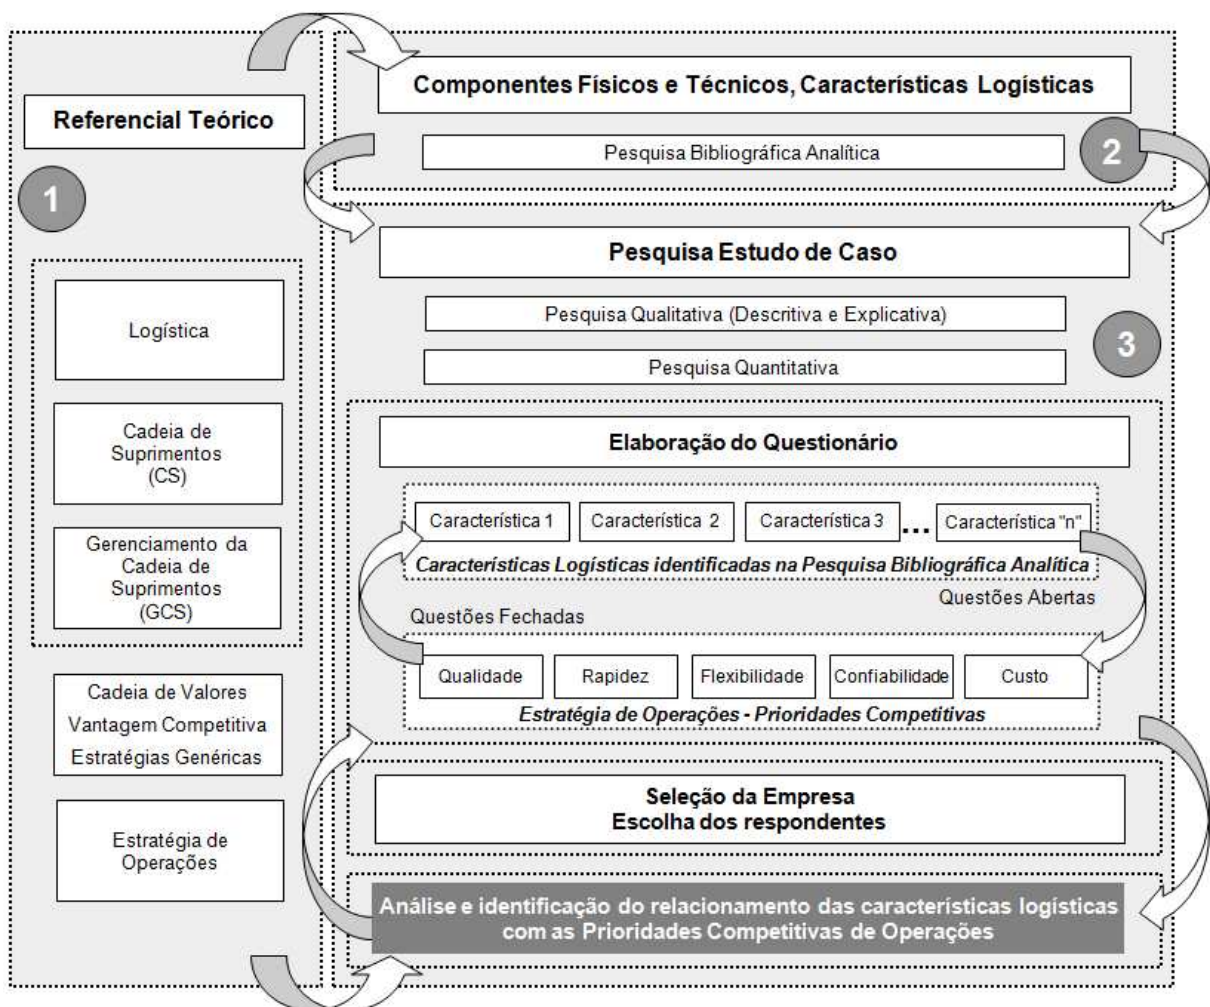 Referencial Teórico
1
Logística
Cadeia de
Suprimentos
(CS)
Gerenciamento da
Cadeia de
Suprimentos
(GCS)
Cadeia de Valores
Vantagem Competitiva
Estratégias Genéricas
Estratégia de
Operações
Componentes Físicos e Técnicos, Características Logísticas
Pesquisa Bibliográfica Analítica
2
Pesquisa Estudo de Caso
Pesquisa Qualitativa (Descritiva e Explicativa)
Pesquisa Quantitativa
3
Elaboração do Questionário
Característica 1 Característica 2 Característica 3 ... Característica "n"
Características Logísticas identificadas na Pesquisa Bibliográfica Analítica
Questões Abertas
Questões Fechadas
Qualidade Rapidez Flexibilidade Confiabilidade Custo
Estratégia de Operações - Prioridades Competitivas
Seleção da Empresa
Escolha dos respondentes
Análise e identificação do relacionamento das características logísticas
com as Prioridades Competitivas de Operações